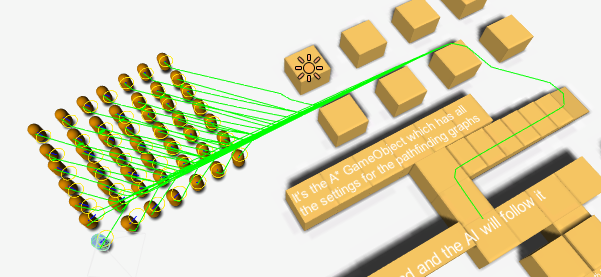 It's the A* GameObject which has all
the settings for the pathfinding graphs
and the AI will follow it